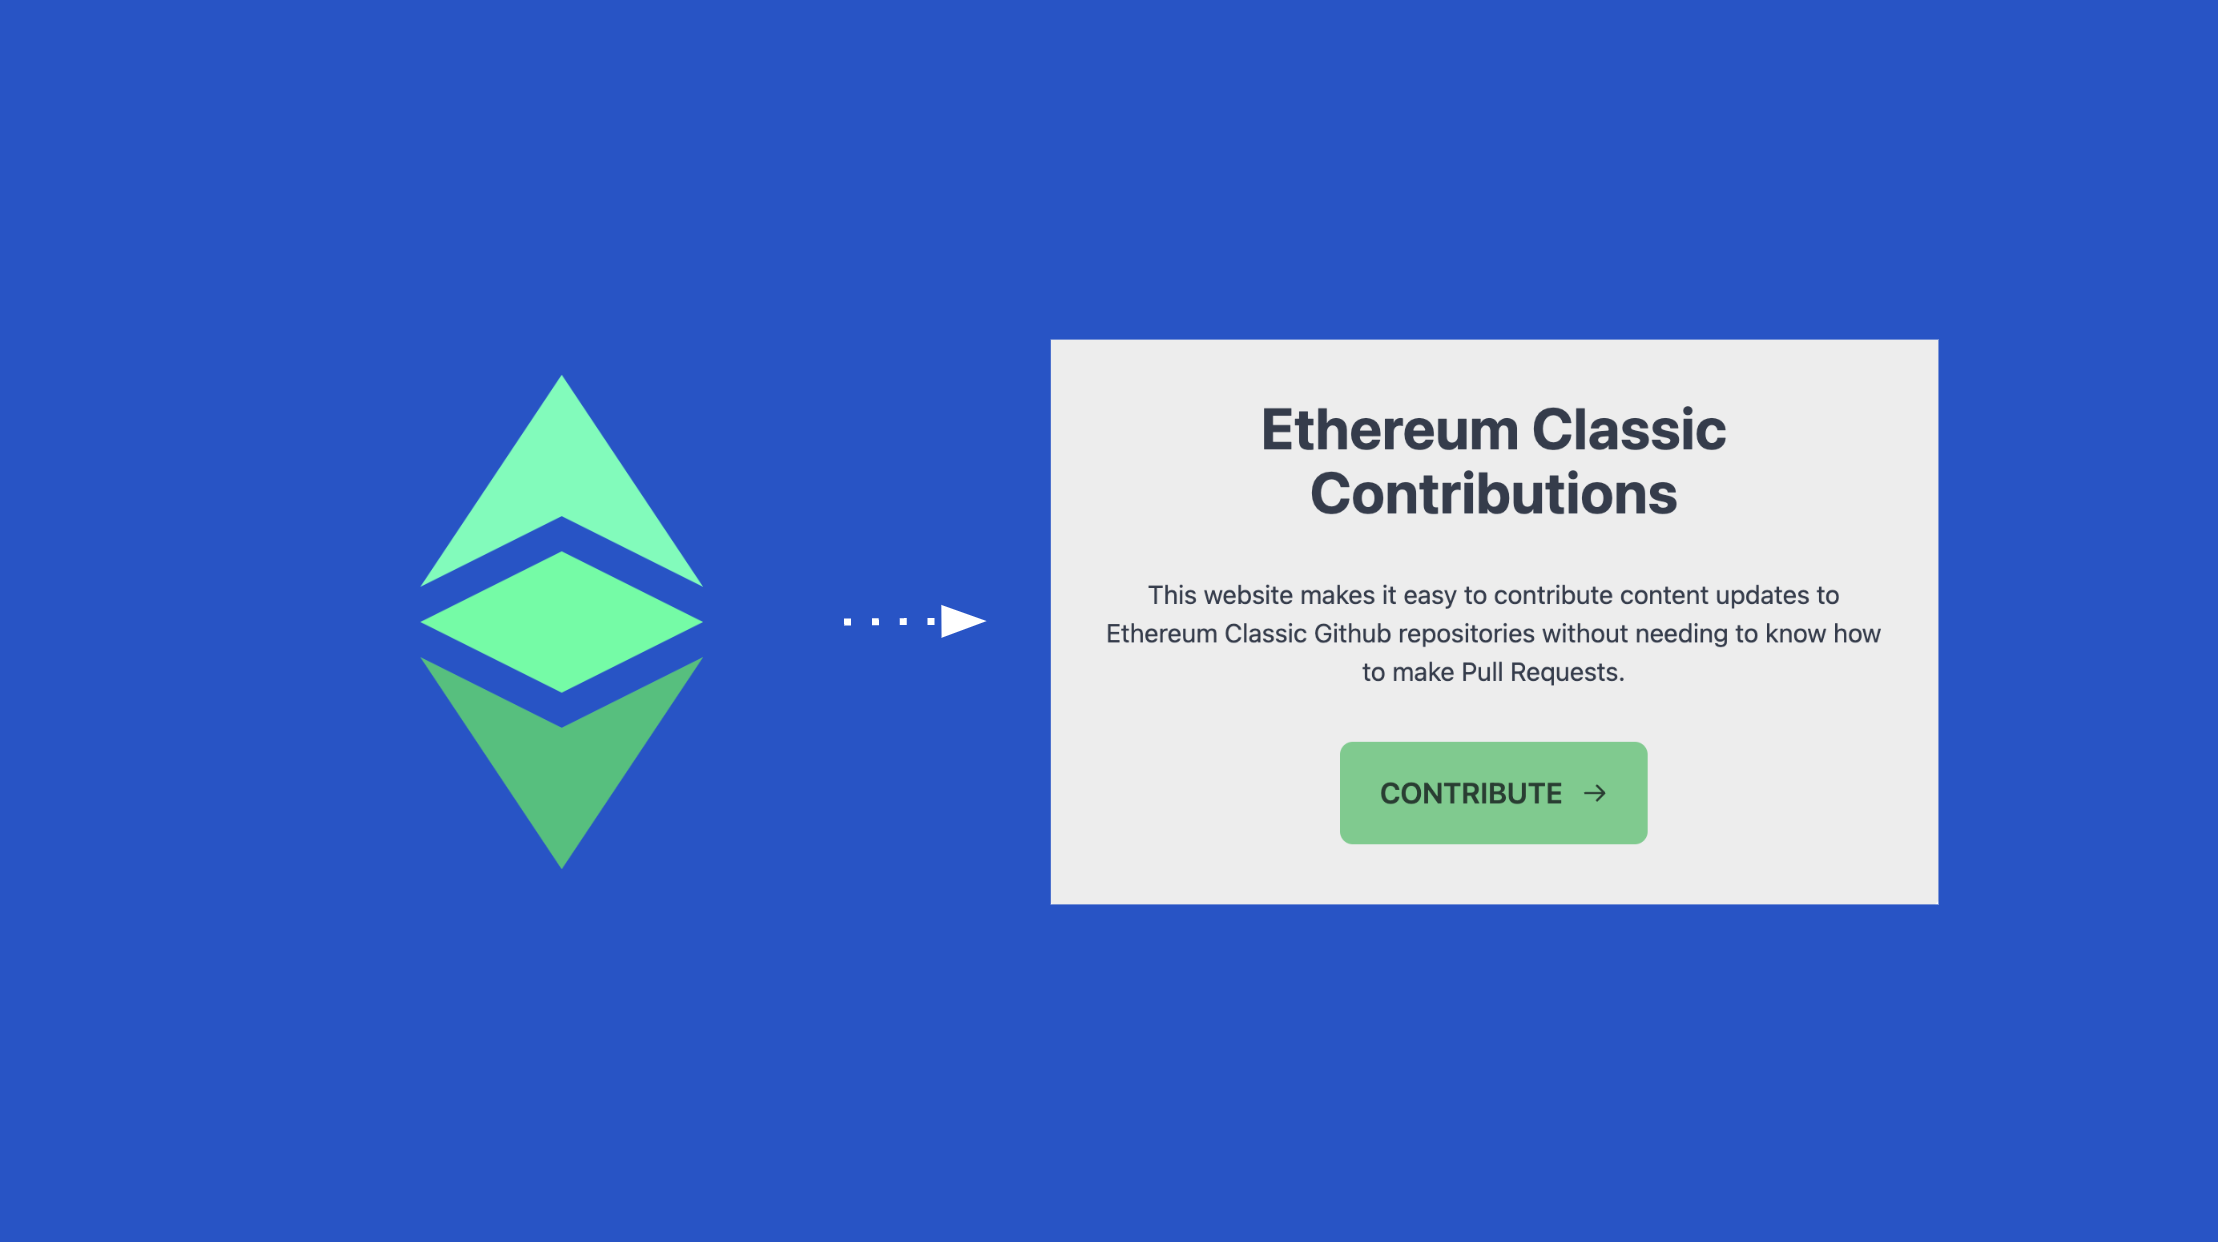 Ethereum Classic
Contributions
This website makes it easy to contribute content updates to
Ethereum Classic Github repositories without needing to know how
to make Pull Requests.
CONTRIBUTE →